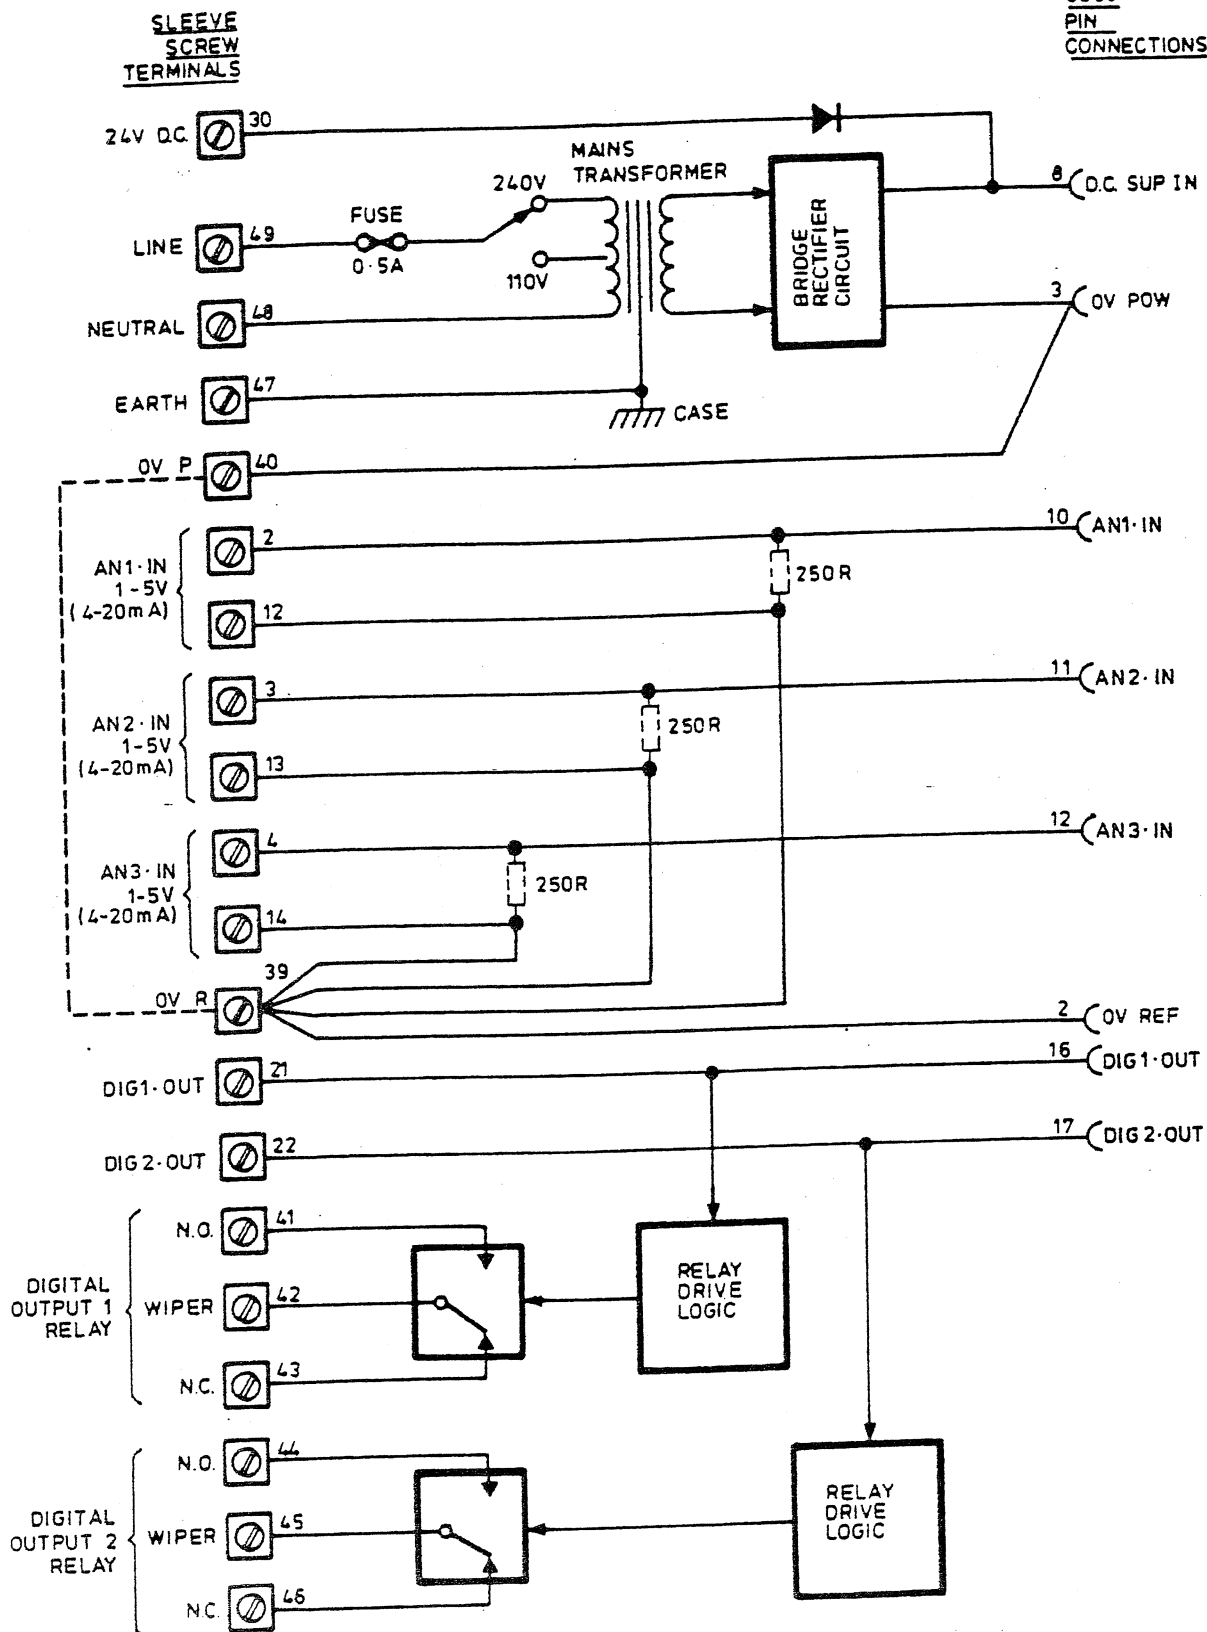 SLEEVE
SCREW
TERMINALS
PIN
CONNECTIONS
24V D.C.
30
MAINS
TRANSFORMER
240V
8
D.C. SUP IN
FUSE
LINE
49
0·5A
110V
BRIDGE
RECTIFIER
CIRCUIT
3
0V POW
NEUTRAL
48
EARTH
47
CASE
0V P
40
AN1·IN
1-5V
(4-20mA)
2
10
AN1·IN
250R
12
AN2·IN
1-5V
(4-20mA)
3
11
AN2·IN
250R
13
AN3·IN
1-5V
(4-20mA)
4
12
AN3·IN
250R
14
0V R
39
2
0V REF
DIG1·OUT
21
16
DIG1·OUT
DIG2·OUT
22
17
DIG2·OUT
DIGITAL
OUTPUT 1
RELAY
N.O.
41
WIPER
42
N.C.
43
RELAY
DRIVE
LOGIC
DIGITAL
OUTPUT 2
RELAY
N.O.
44
WIPER
45
N.C.
46
RELAY
DRIVE
LOGIC